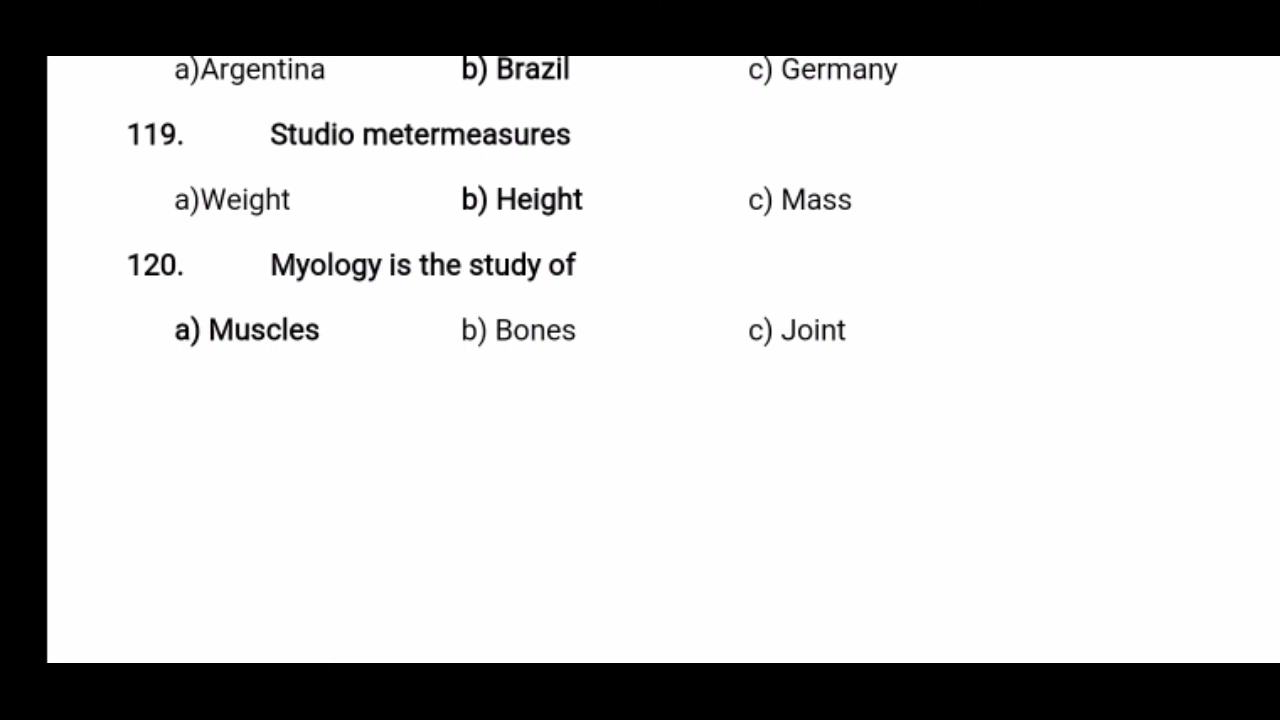 a)Argentina b) Brazil c) Germany
119. Studio metermeasures
a)Weight b) Height c) Mass
120. Myology is the study of
a) Muscles b) Bones c) Joint